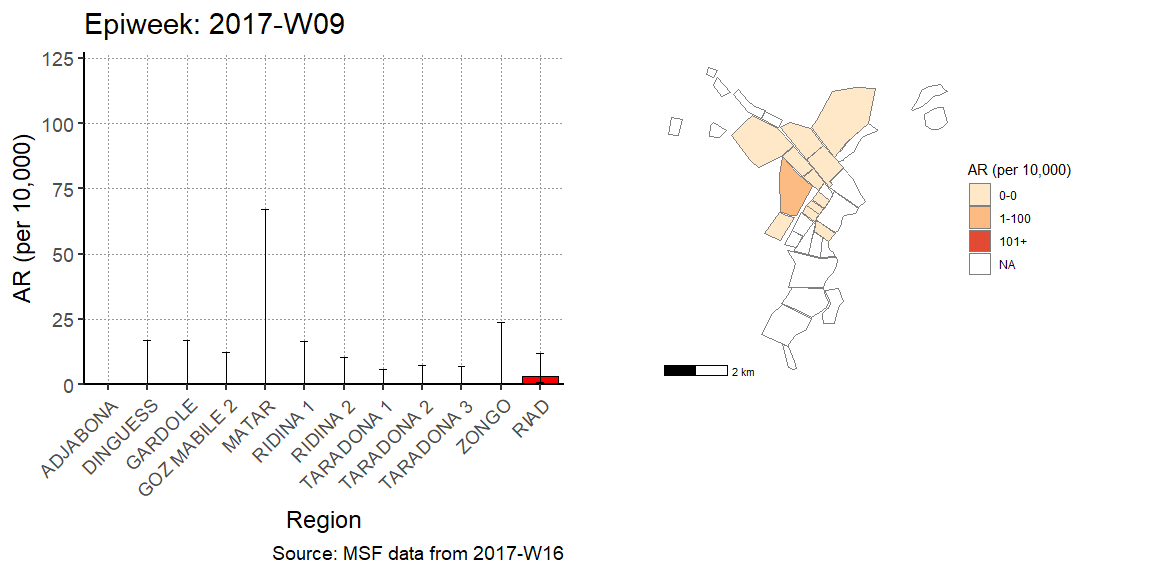 Epiweek: 2017-W09
AR (per 10,000)
125
100
75
50
25
0
ADJABONA
DINGUESS
GARDOLE
GOZ MABILE 2
MATAR
RIDINA 1
RIDINA 2
TARADONA 1
TARADONA 2
TARADONA 3
ZONGO
RIAD
Region
Source: MSF data from 2017-W16
AR (per 10,000)
0-0
1-100
101+
NA
2 km